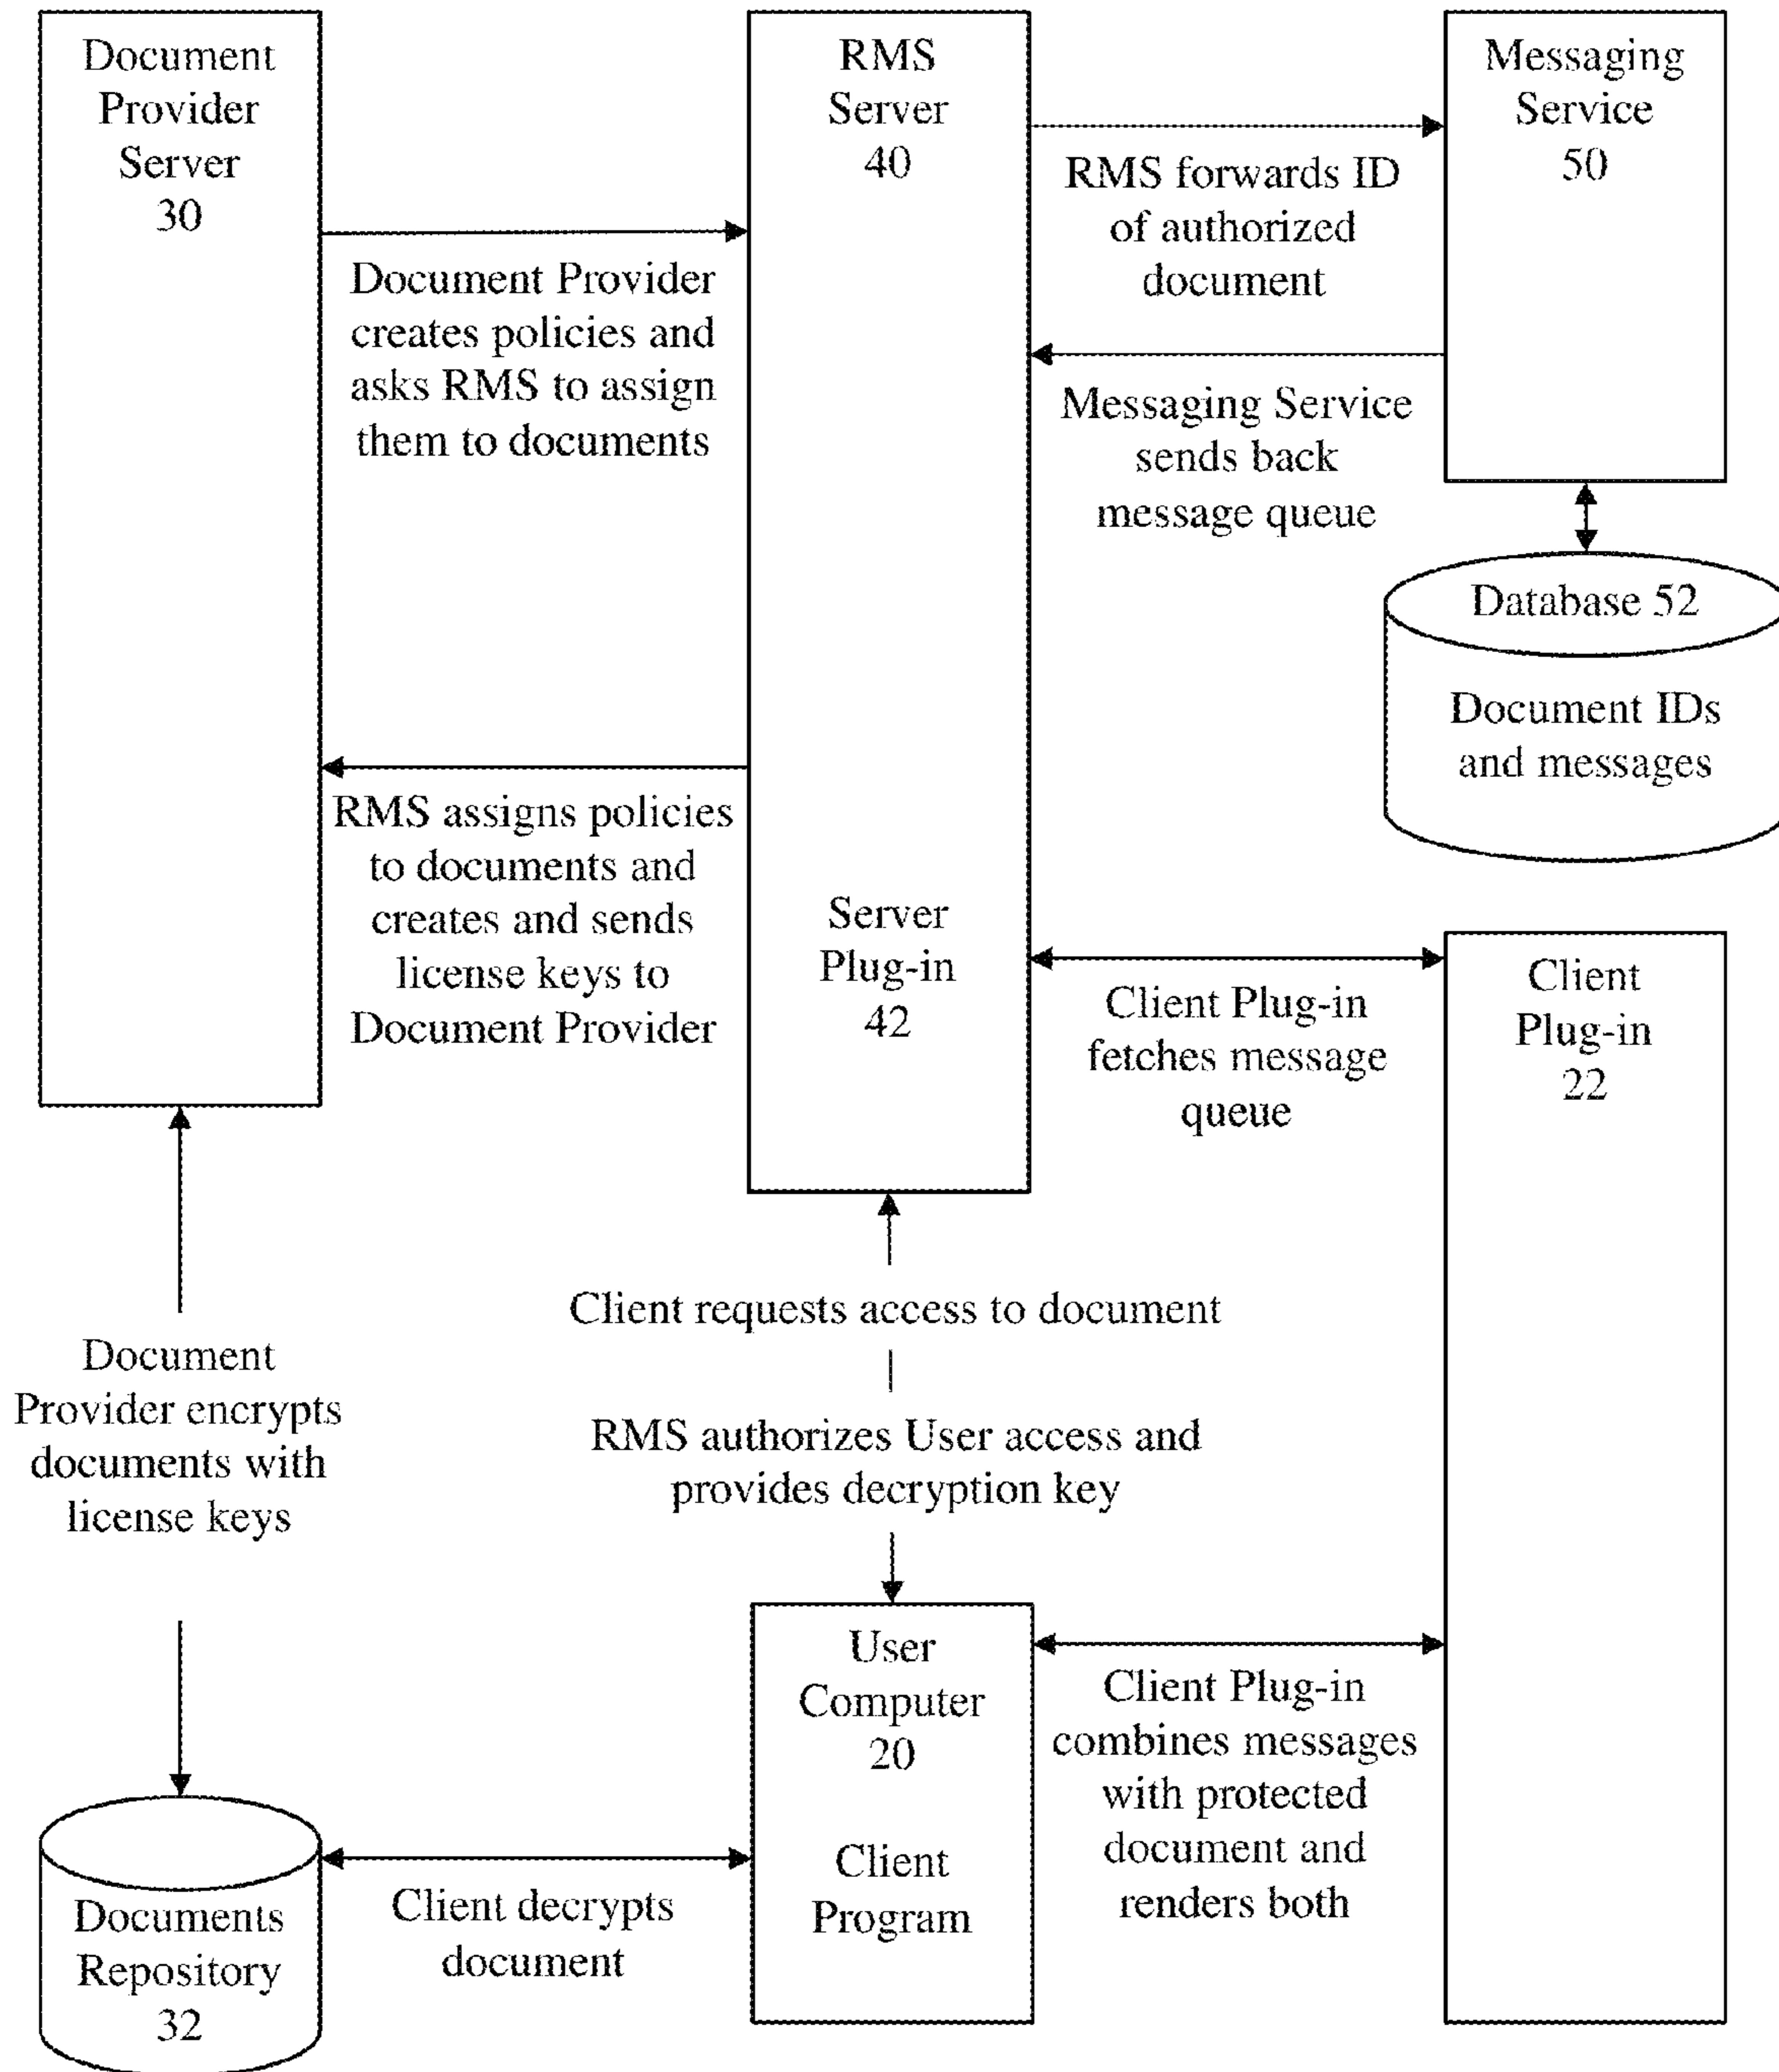 Document
Provider
Server
30
RMS
Server
40
Messaging
Service
50
RMS forwards ID
of authorized
document
Document Provider
creates policies and
asks RMS to assign
them to documents
Messaging Service
sends back
message queue
Database 52
Document IDs
and messages
RMS assigns policies
to documents and
creates and sends
license keys to
Document Provider
Server
Plug-in
42
Client Plug-in
fetches message
queue
Client
Plug-in
22
Client requests access to document
RMS authorizes User access and
provides decryption key
Document
Provider encrypts
documents with
license keys
User
Computer
20
Client
Program
Client Plug-in
combines messages
with protected
document and
renders both
Client decrypts
document
Documents
Repository
32